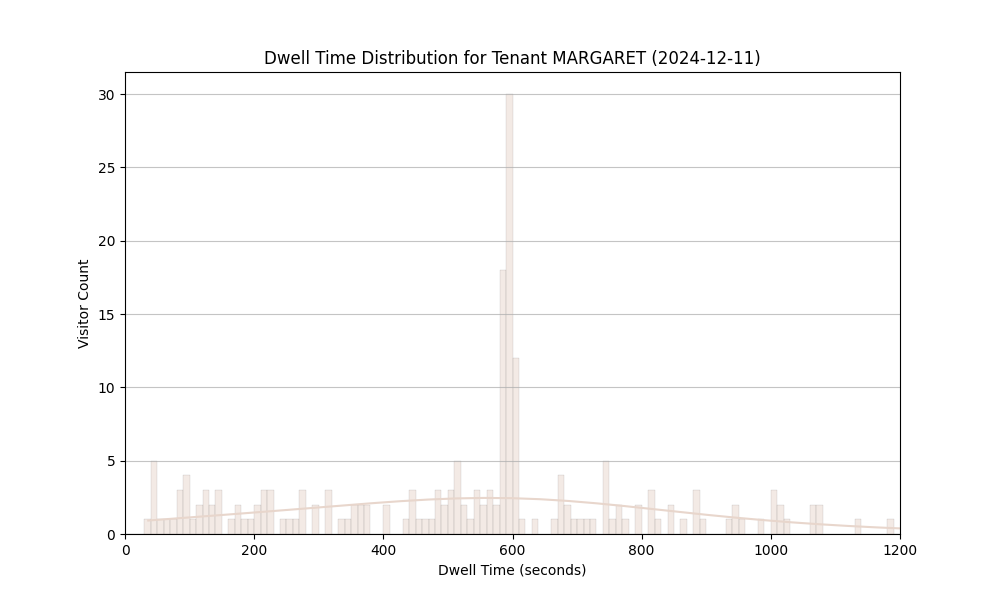 Dwell Time Distribution for Tenant MARGARET (2024-12-11)
30
25
20
15
10
5
0
Visitor Count
0 200 400 600 800 1000 1200
Dwell Time (seconds)